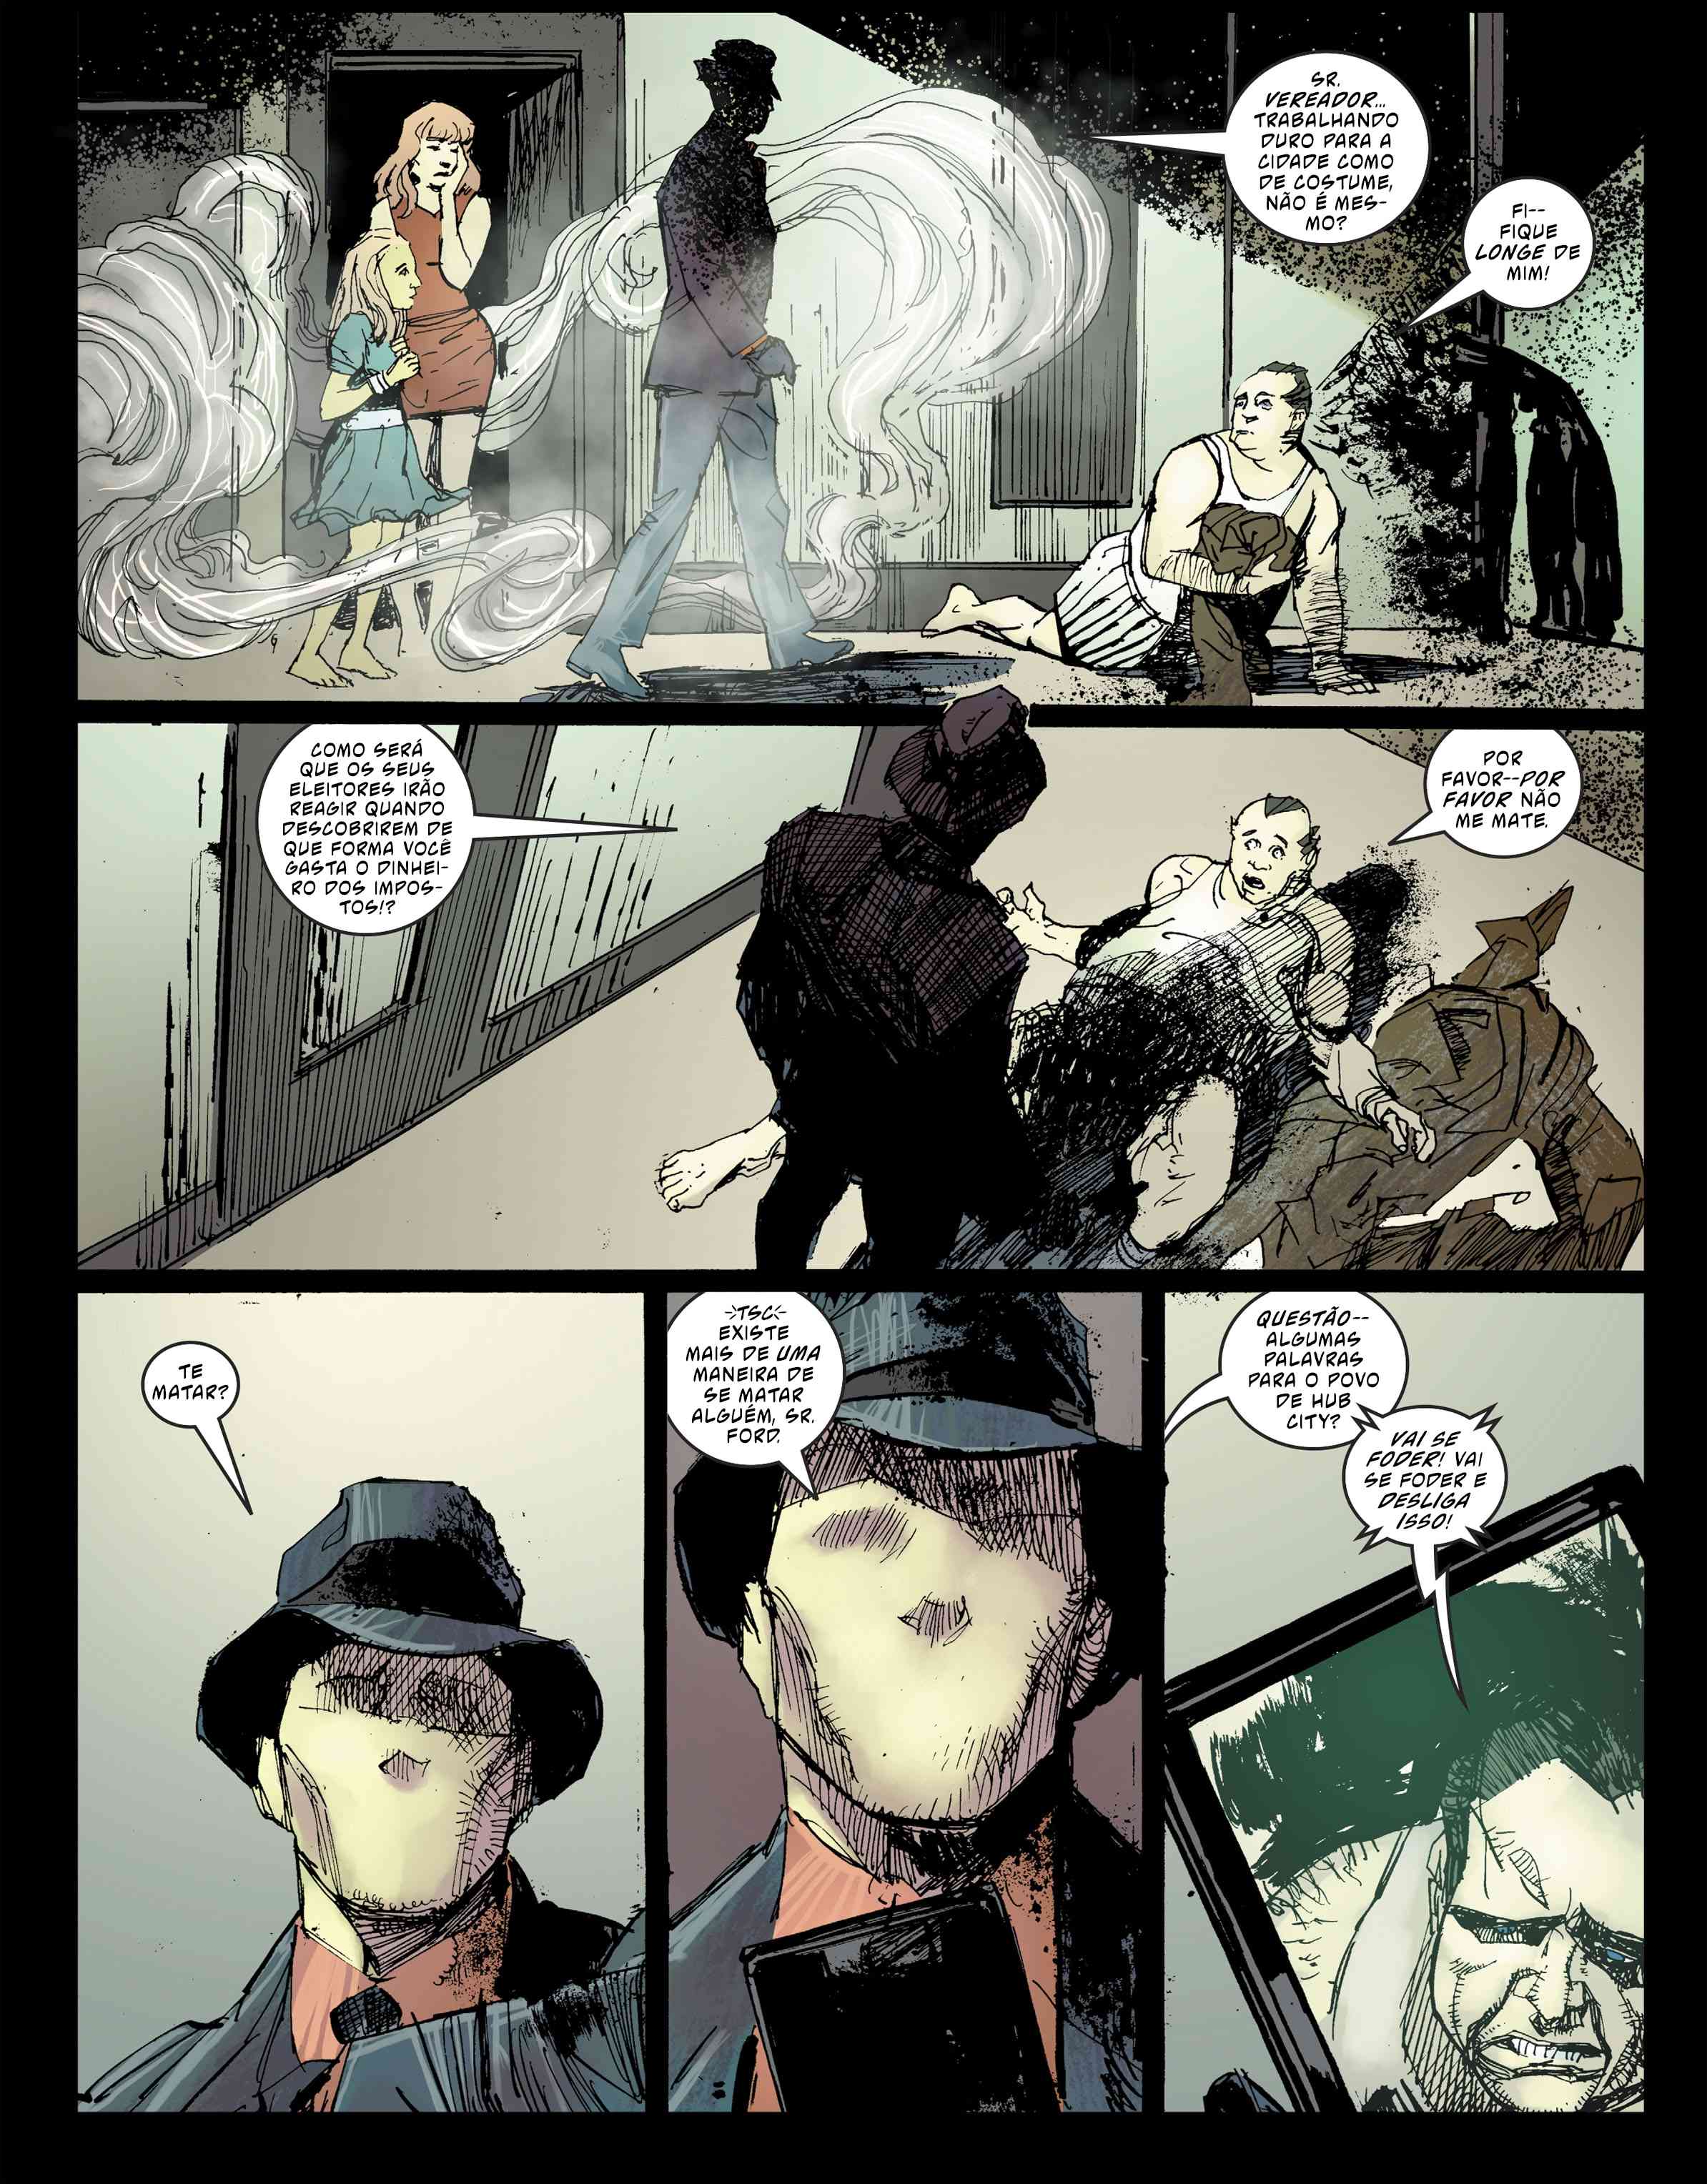 SR.
VEREADOR...
TRABALHANDO
DURO PARA A
CIDADE COMO
DE COSTUME,
NÃO É MES-
MO?
FI--
FIQUE
LONGE DE
MIM!
COMO SERÁ
QUE OS SEUS
ELEITORES IRÃO
REAGIR QUANDO
DESCOBRIREM DE
QUE FORMA VOCÊ
GASTA O DINHEI-
RO DOS IMPOS-
TOS!?
POR
FAVOR--POR
FAVOR NÃO
ME MATE.
TE
MATAR?
-TSC-
EXISTE
MAIS DE UMA
MANEIRA DE
SE MATAR
ALGUÉM, SR.
FORD.
QUESTÃO--
ALGUMAS
PALAVRAS
PARA O POVO
DE HUB
CITY?
VAI SE
FODER! VAI
SE FODER E
DESLIGA
ISSO!